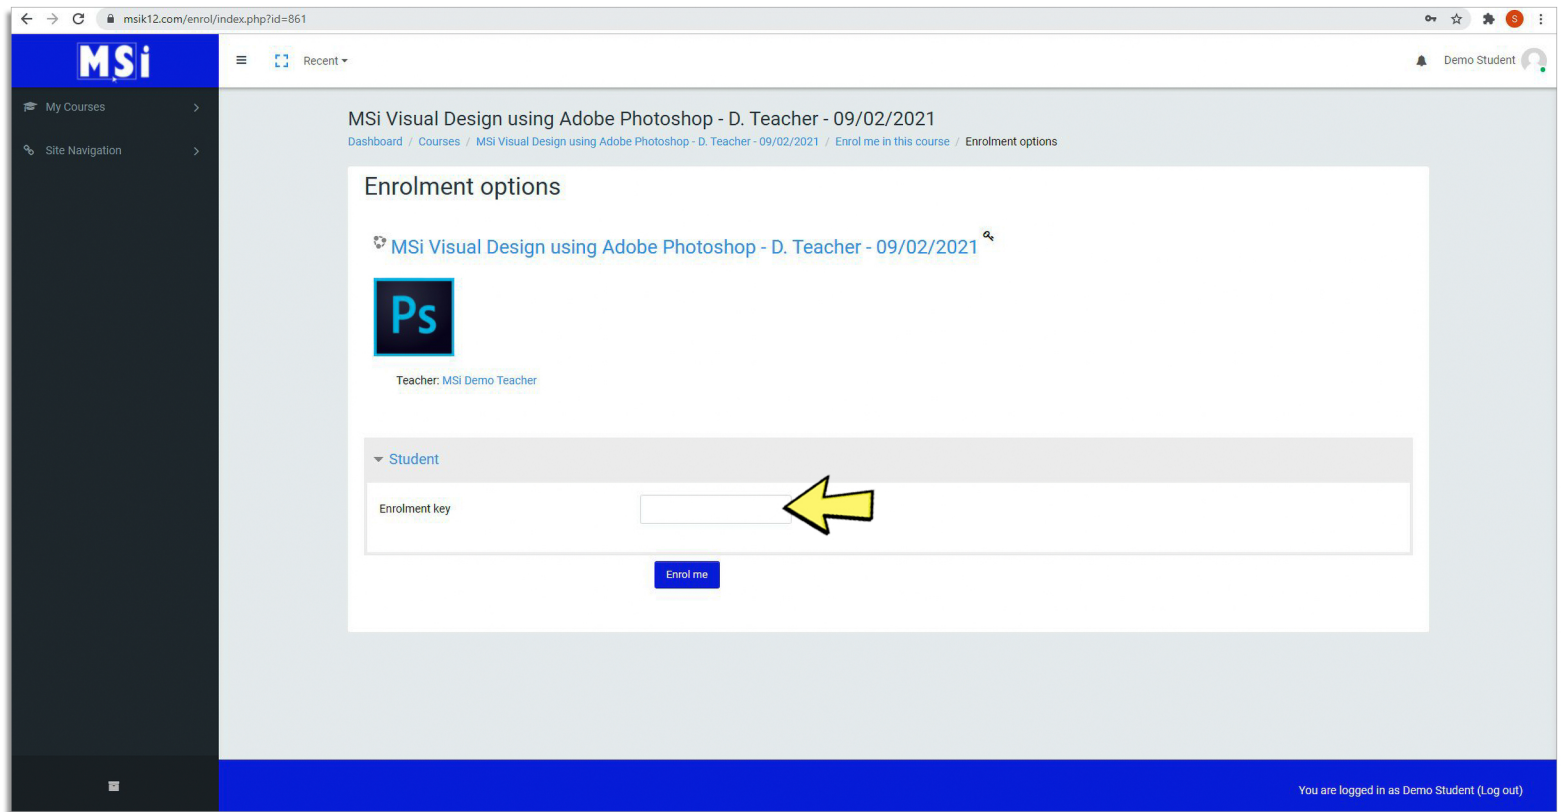 msik12.com/enrol/index.php?id=861
S
MSi
Recent
Demo Student
My Courses
Site Navigation
MSi Visual Design using Adobe Photoshop - D. Teacher - 09/02/2021
Dashboard / Courses / MSi Visual Design using Adobe Photoshop - D. Teacher - 09/02/2021 / Enrol me in this course / Enrolment options
Enrolment options
MSi Visual Design using Adobe Photoshop - D. Teacher - 09/02/2021
Ps
Teacher: MSi Demo Teacher
Student
Enrolment key
Enrol me
You are logged in as Demo Student (Log out)